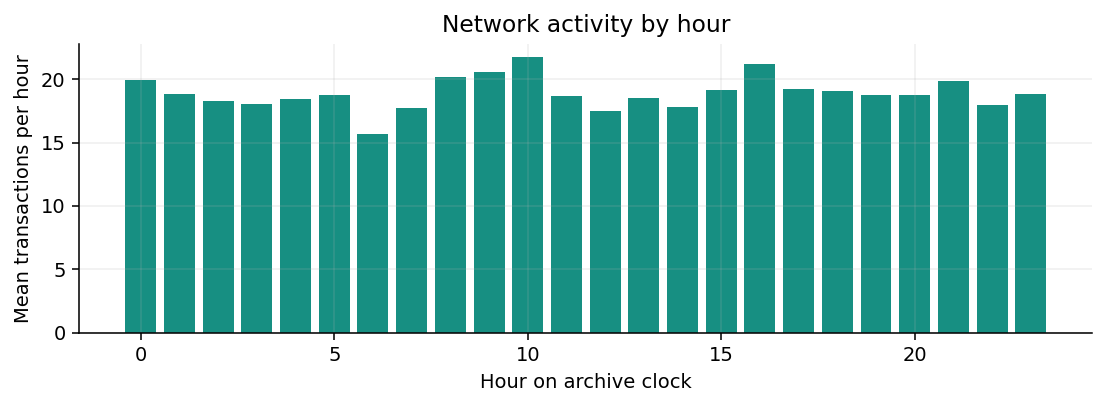 Network activity by hour
Mean transactions per hour
20
15
10
5
0
0 5 10 15 20
Hour on archive clock